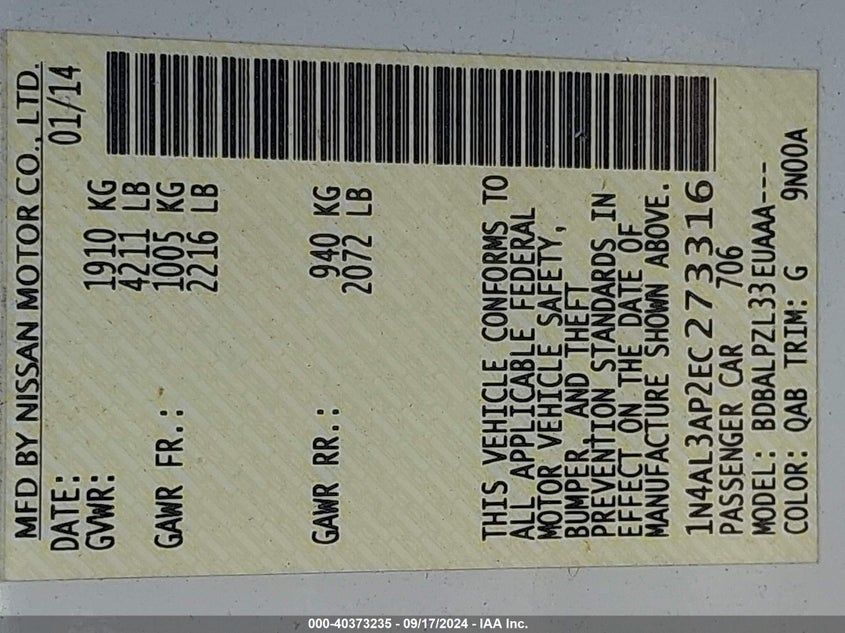 MFD BY NISSAN MOTOR CO., LTD.
DATE: 01/14
GVWR: 1910 KG
4211 LB
GAWR FR.: 1005 KG
2216 LB
GAWR RR.: 940 KG
2072 LB
THIS VEHICLE CONFORMS TO
ALL APPLICABLE FEDERAL
MOTOR VEHICLE SAFETY,
BUMPER, AND THEFT
PREVENTION STANDARDS IN
EFFECT ON THE DATE OF
MANUFACTURE SHOWN ABOVE.
1N4AL3AP2EC273316
PASSENGER CAR 706
MODEL: BDBALPZL33EUAAA---
COLOR: QAB TRIM: G 9N00A
000-40373235 - 09/17/2024 - IAA Inc.